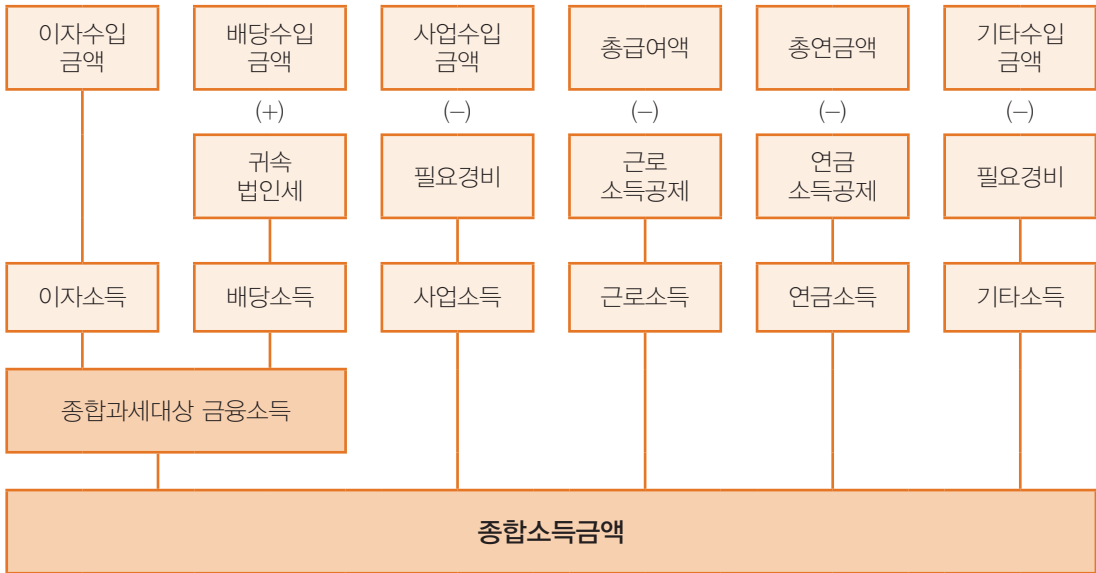 이자수입
금액
배당수입
금액
사업수입
금액
총급여액
총연금액
기타수입
금액
(+)
(−)
(−)
(−)
(−)
귀속
법인세
필요경비
근로
소득공제
연금
소득공제
필요경비
이자소득
배당소득
사업소득
근로소득
연금소득
기타소득
종합과세대상 금융소득
종합소득금액